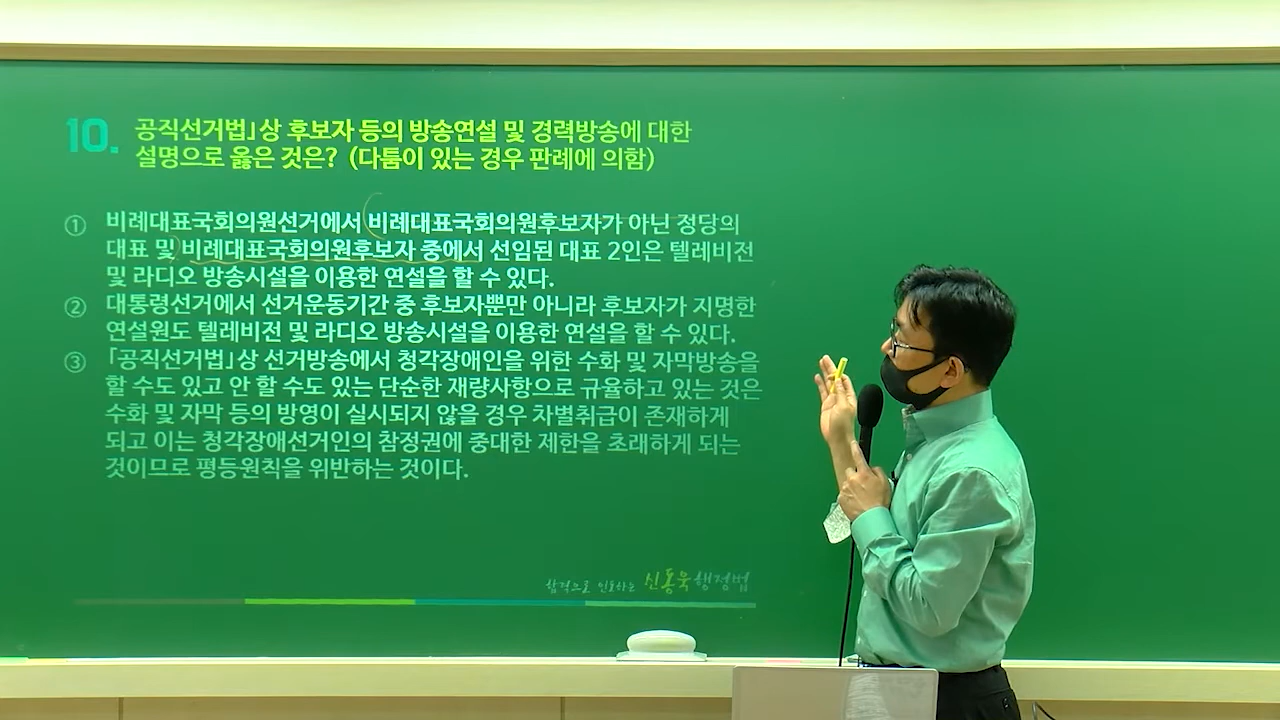 10. 공직선거법」상 후보자 등의 방송연설 및 경력방송에 대한
설명으로 옳은 것은? (다툼이 있는 경우 판례에 의함)
① 비례대표국회의원선거에서 비례대표국회의원후보자가 아닌 정당의
대표 및 비례대표국회의원후보자 중에서 선임된 대표 2인은 텔레비전
및 라디오 방송시설을 이용한 연설을 할 수 있다.
② 대통령선거에서 선거운동기간 중 후보자뿐만 아니라 후보자가 지명한
연설원도 텔레비전 및 라디오 방송시설을 이용한 연설을 할 수 있다.
③ 「공직선거법」상 선거방송에서 청각장애인을 위한 수화 및 자막방송을
할 수도 있고 안 할 수도 있는 단순한 재량사항으로 규율하고 있는 것은
수화 및 자막 등의 방영이 실시되지 않을 경우 차별취급이 존재하게
되고 이는 청각장애선거인의 참정권에 중대한 제한을 초래하게 되는
것이므로 평등원칙을 위반하는 것이다.
합격으로 인도하는 신동욱 행정법